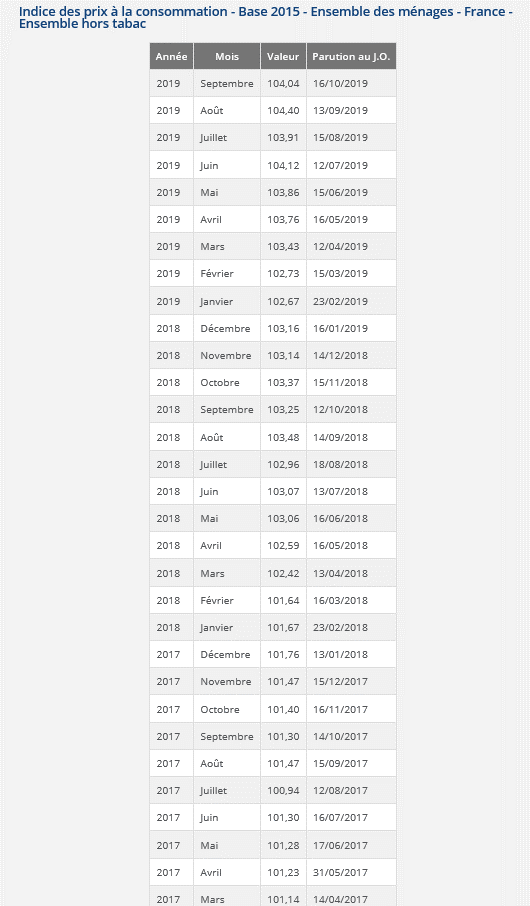 Indice des prix à la consommation - Base 2015 - Ensemble des ménages - France -
Ensemble hors tabac
Année Mois Valeur Parution au J.O.
2019 Septembre 104,04 16/10/2019
2019 Août 104,40 13/09/2019
2019 Juillet 103,91 15/08/2019
2019 Juin 104,12 12/07/2019
2019 Mai 103,86 15/06/2019
2019 Avril 103,76 16/05/2019
2019 Mars 103,43 12/04/2019
2019 Février 102,73 15/03/2019
2019 Janvier 102,67 23/02/2019
2018 Décembre 103,16 16/01/2019
2018 Novembre 103,14 14/12/2018
2018 Octobre 103,37 15/11/2018
2018 Septembre 103,25 12/10/2018
2018 Août 103,48 14/09/2018
2018 Juillet 102,96 18/08/2018
2018 Juin 103,07 13/07/2018
2018 Mai 103,06 16/06/2018
2018 Avril 102,59 16/05/2018
2018 Mars 102,42 13/04/2018
2018 Février 101,64 16/03/2018
2018 Janvier 101,67 23/02/2018
2017 Décembre 101,76 13/01/2018
2017 Novembre 101,47 15/12/2017
2017 Octobre 101,40 16/11/2017
2017 Septembre 101,30 14/10/2017
2017 Août 101,47 15/09/2017
2017 Juillet 100,94 12/08/2017
2017 Juin 101,30 16/07/2017
2017 Mai 101,28 17/06/2017
2017 Avril 101,23 31/05/2017
2017 Mars 101,14 14/04/2017